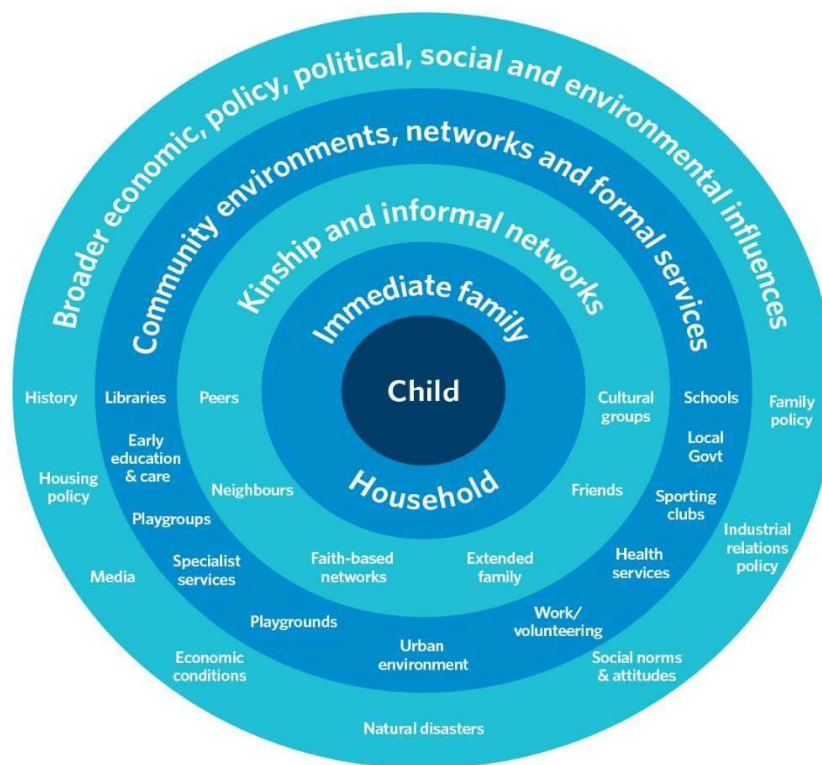 Broader economic, policy, political, social and environmental influences
Community environments, networks and formal services
Kinship and informal networks
Immediate family
Child
Household
History
Libraries
Peers
Cultural
groups
Schools
Family
policy
Early
education
& care
Local
Govt
Housing
policy
Neighbours
Friends
Sporting
clubs
Playgroups
Industrial
relations
policy
Media
Specialist
services
Faith-based
networks
Extended
family
Health
services
Playgrounds
Urban
environment
Work/
volunteering
Economic
conditions
Social norms
& attitudes
Natural disasters